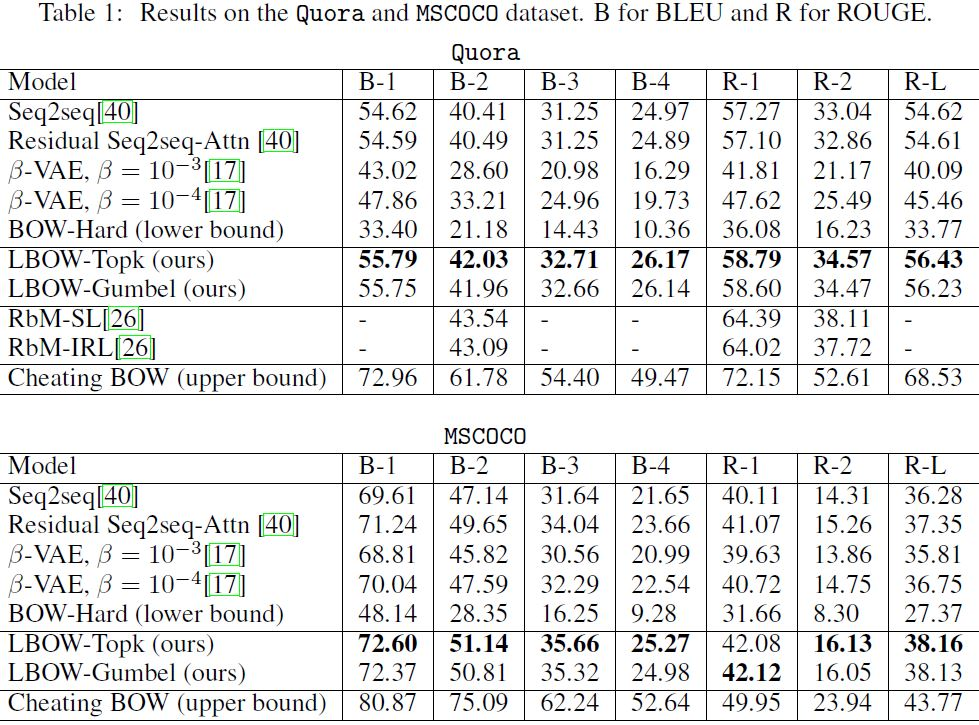 Table 1: Results on the Quora and MSCOCO dataset. B for BLEU and R for ROUGE.
Quora
Model B-1 B-2 B-3 B-4 R-1 R-2 R-L
Seq2seq[40] 54.62 40.41 31.25 24.97 57.27 33.04 54.62
Residual Seq2seq-Attn [40] 54.59 40.49 31.25 24.89 57.10 32.86 54.61
β-VAE, β = 10⁻³[17] 43.02 28.60 20.98 16.29 41.81 21.17 40.09
β-VAE, β = 10⁻⁴[17] 47.86 33.21 24.96 19.73 47.62 25.49 45.46
BOW-Hard (lower bound) 33.40 21.18 14.43 10.36 36.08 16.23 33.77
LBOW-Topk (ours) 55.79 42.03 32.71 26.17 58.79 34.57 56.43
LBOW-Gumbel (ours) 55.75 41.96 32.66 26.14 58.60 34.47 56.23
RbM-SL[26] - 43.54 - - 64.39 38.11 -
RbM-IRL[26] - 43.09 - - 64.02 37.72 -
Cheating BOW (upper bound) 72.96 61.78 54.40 49.47 72.15 52.61 68.53
MSCOCO
Model B-1 B-2 B-3 B-4 R-1 R-2 R-L
Seq2seq[40] 69.61 47.14 31.64 21.65 40.11 14.31 36.28
Residual Seq2seq-Attn [40] 71.24 49.65 34.04 23.66 41.07 15.26 37.35
β-VAE, β = 10⁻³[17] 68.81 45.82 30.56 20.99 39.63 13.86 35.81
β-VAE, β = 10⁻⁴[17] 70.04 47.59 32.29 22.54 40.72 14.75 36.75
BOW-Hard (lower bound) 48.14 28.35 16.25 9.28 31.66 8.30 27.37
LBOW-Topk (ours) 72.60 51.14 35.66 25.27 42.08 16.13 38.16
LBOW-Gumbel (ours) 72.37 50.81 35.32 24.98 42.12 16.05 38.13
Cheating BOW (upper bound) 80.87 75.09 62.24 52.64 49.95 23.94 43.77